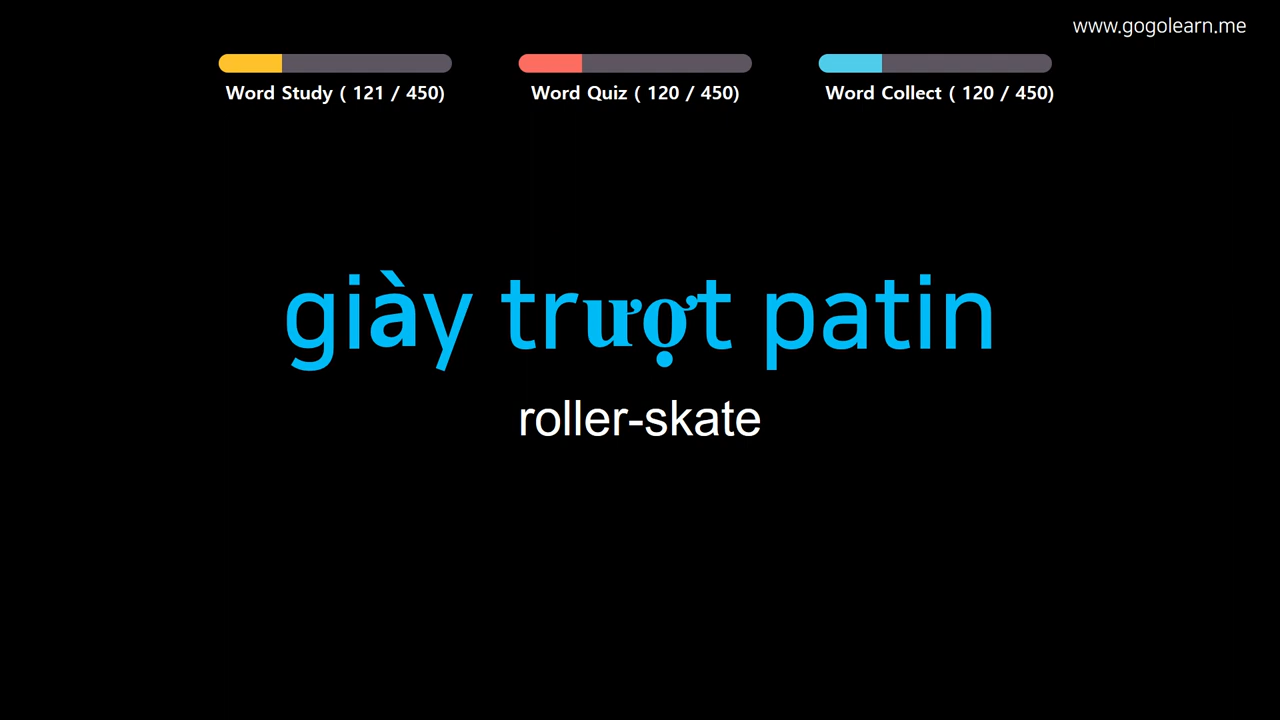 www.gogolearn.me
Word Study ( 121 / 450)
Word Quiz ( 120 / 450)
Word Collect ( 120 / 450)
giày trượt patin
roller-skate